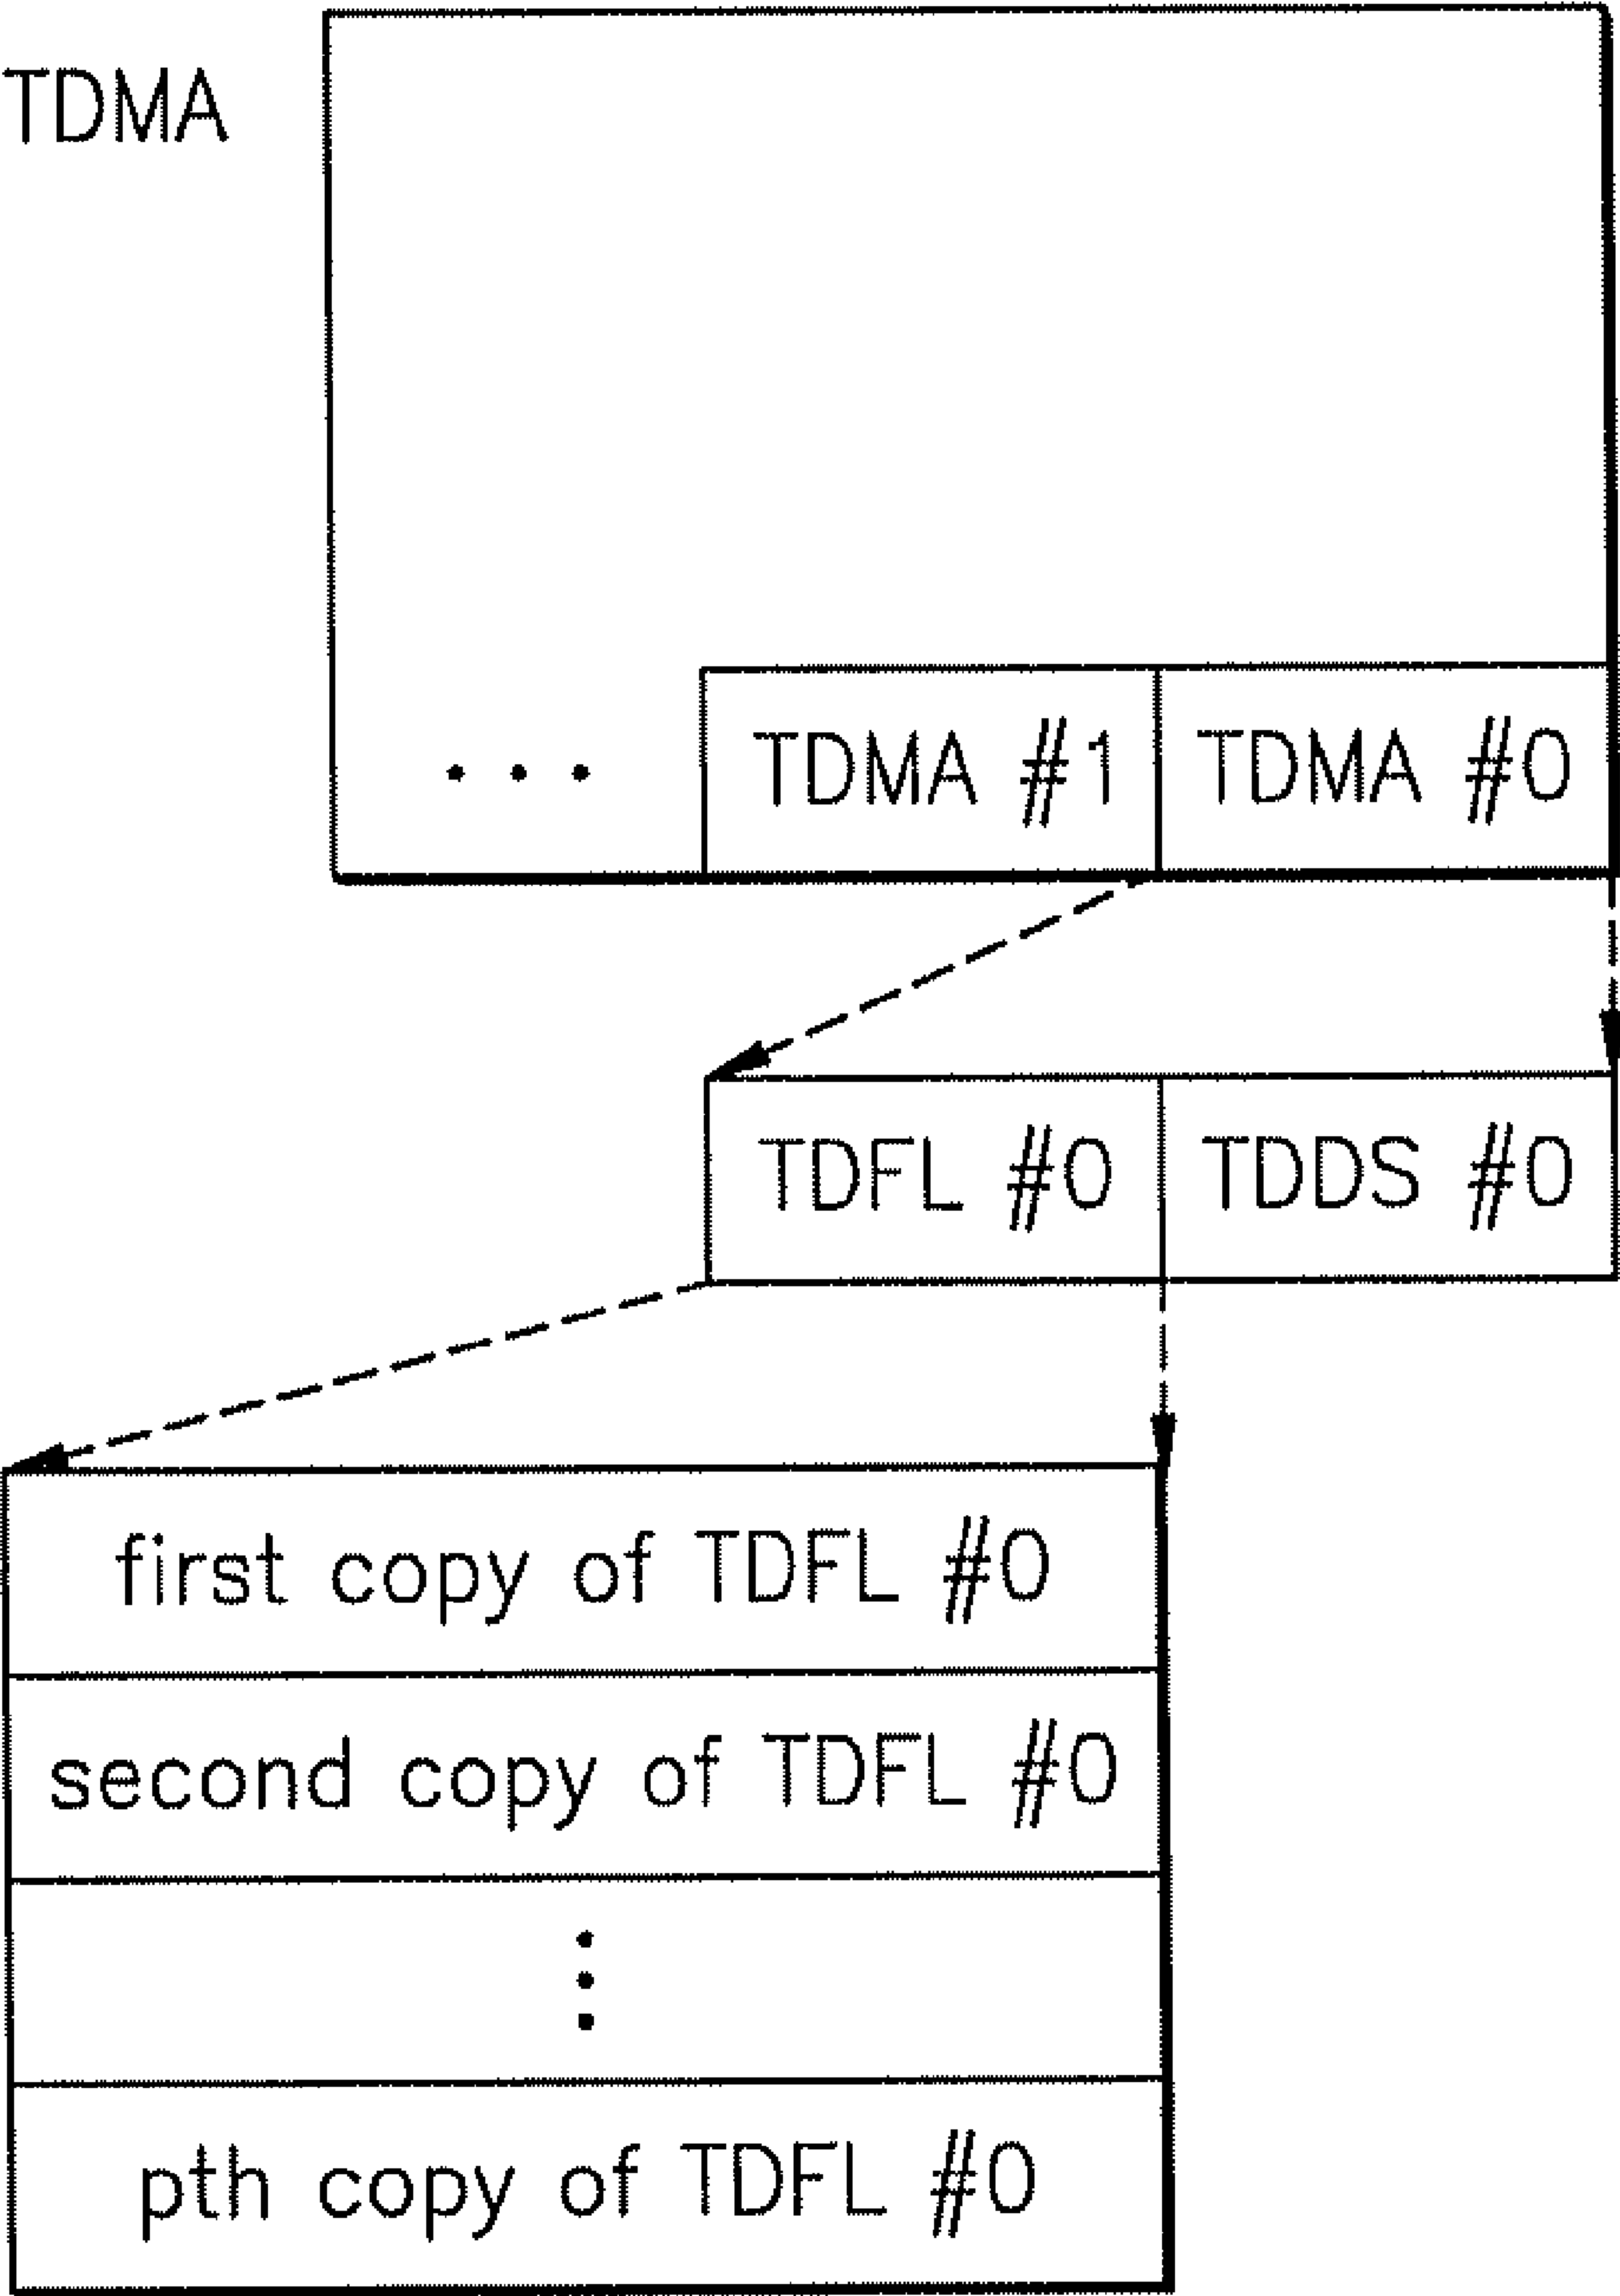 TDMA
... TDMA #1 TDMA #0
TDFL #0 TDDS #0
first copy of TDFL #0
second copy of TDFL #0
⋮
pth copy of TDFL #0